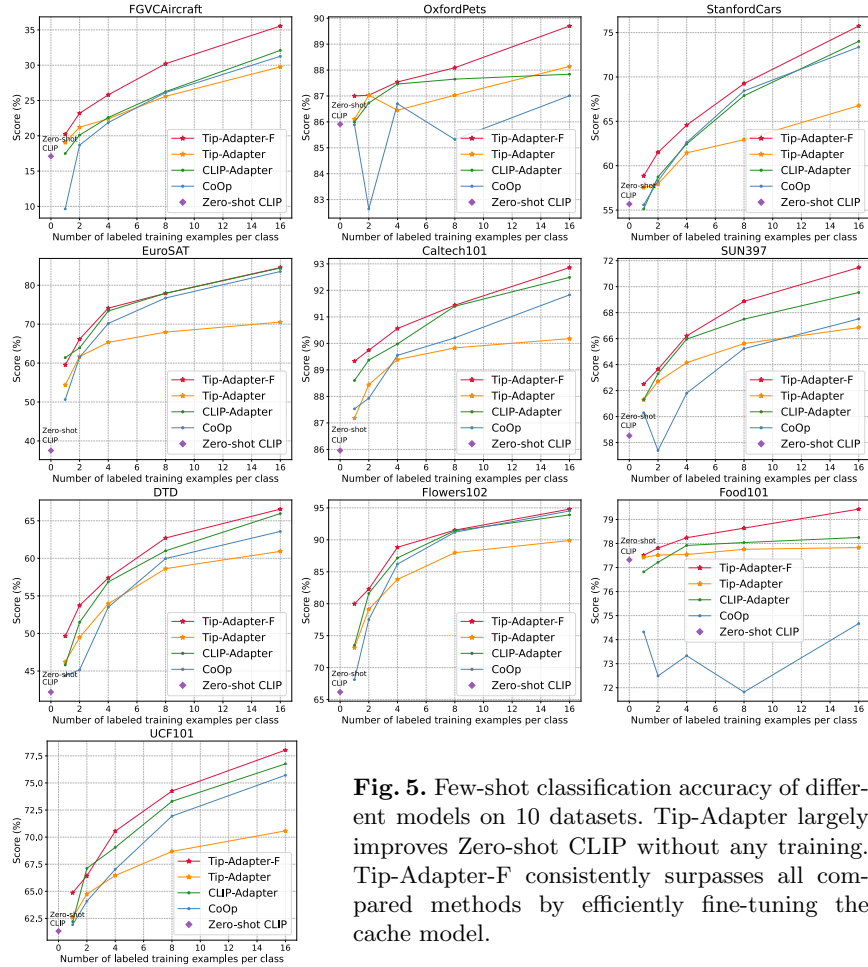 FGVCAircraft
35
30
25
20
15
10
Score (%)
Zero-shot
CLIP
Tip-Adapter-F
Tip-Adapter
CLIP-Adapter
CoOp
Zero-shot CLIP
0 2 4 6 8 10 12 14 16
Number of labeled training examples per class
OxfordPets
90
89
88
87
86
85
84
83
Score (%)
Zero-shot
CLIP
Tip-Adapter-F
Tip-Adapter
CLIP-Adapter
CoOp
Zero-shot CLIP
0 2 4 6 8 10 12 14 16
Number of labeled training examples per class
StanfordCars
75
70
65
60
55
Score (%)
Zero-shot
CLIP
Tip-Adapter-F
Tip-Adapter
CLIP-Adapter
CoOp
Zero-shot CLIP
0 2 4 6 8 10 12 14 16
Number of labeled training examples per class
EuroSAT
80
70
60
50
40
Score (%)
Zero-shot
CLIP
Tip-Adapter-F
Tip-Adapter
CLIP-Adapter
CoOp
Zero-shot CLIP
0 2 4 6 8 10 12 14 16
Number of labeled training examples per class
Caltech101
93
92
91
90
89
88
87
86
Score (%)
Zero-shot
CLIP
Tip-Adapter-F
Tip-Adapter
CLIP-Adapter
CoOp
Zero-shot CLIP
0 2 4 6 8 10 12 14 16
Number of labeled training examples per class
SUN397
72
70
68
66
64
62
60
58
Score (%)
Zero-shot
CLIP
Tip-Adapter-F
Tip-Adapter
CLIP-Adapter
CoOp
Zero-shot CLIP
0 2 4 6 8 10 12 14 16
Number of labeled training examples per class
DTD
65
60
55
50
45
Score (%)
Zero-shot
CLIP
Tip-Adapter-F
Tip-Adapter
CLIP-Adapter
CoOp
Zero-shot CLIP
0 2 4 6 8 10 12 14 16
Number of labeled training examples per class
Flowers102
95
90
85
80
75
70
65
Score (%)
Zero-shot
CLIP
Tip-Adapter-F
Tip-Adapter
CLIP-Adapter
CoOp
Zero-shot CLIP
0 2 4 6 8 10 12 14 16
Number of labeled training examples per class
Food101
79
78
77
76
75
74
73
72
Score (%)
Zero-shot
CLIP
Tip-Adapter-F
Tip-Adapter
CLIP-Adapter
CoOp
Zero-shot CLIP
0 2 4 6 8 10 12 14 16
Number of labeled training examples per class
UCF101
77,5
75,0
72,5
70,0
67,5
65,0
62,5
Score (%)
Zero-shot
CLIP
Tip-Adapter-F
Tip-Adapter
CLIP-Adapter
CoOp
Zero-shot CLIP
0 2 4 6 8 10 12 14 16
Number of labeled training examples per class
Fig. 5. Few-shot classification accuracy of differ-
ent models on 10 datasets. Tip-Adapter largely
improves Zero-shot CLIP without any training.
Tip-Adapter-F consistently surpasses all com-
pared methods by efficiently fine-tuning the
cache model.